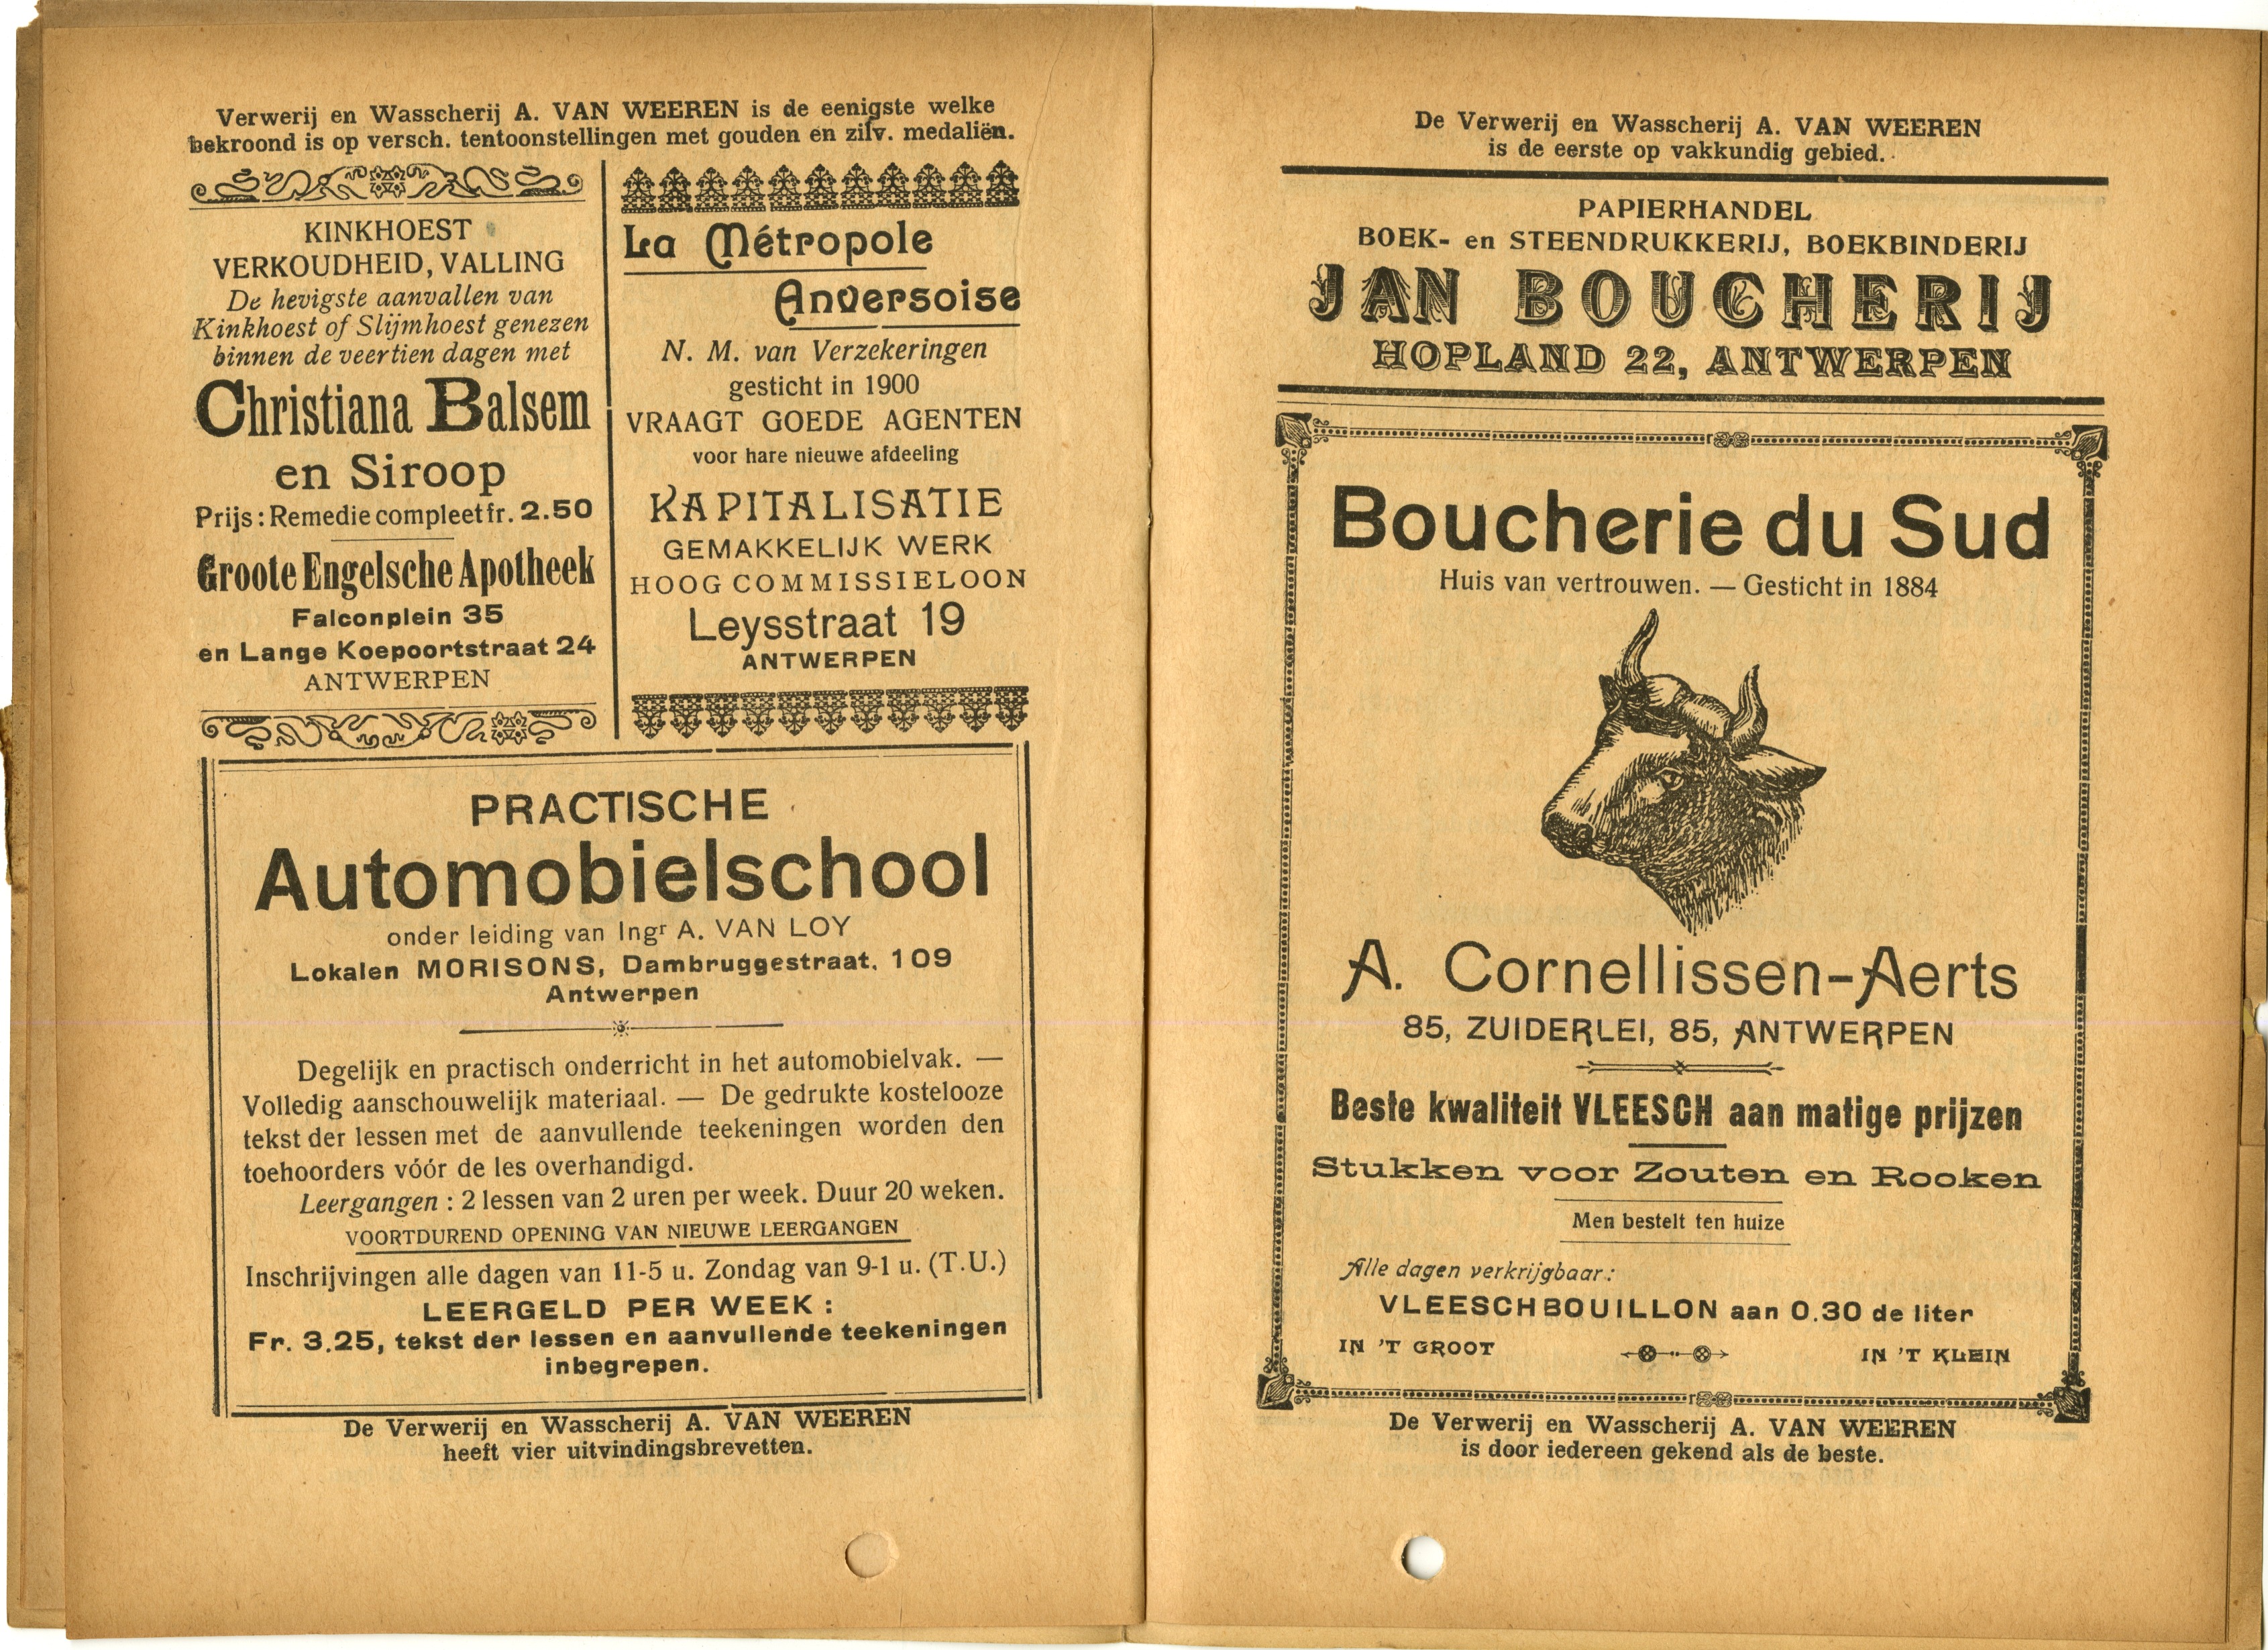 Verwerij en Wasscherij A. VAN WEEREN is de eenigste welke
bekroond is op versch. tentoonstellingen met gouden en zilv. medaliën.
KINKHOEST
VERKOUDHEID, VALLING
De hevigste aanvallen van
Kinkhoest of Slijmhoest genezen
binnen de veertien dagen met
Christiana Balsem
en Siroop
Prijs : Remedie compleet fr. 2.50
Groote Engelsche Apotheek
Falconplein 35
en Lange Koepoortstraat 24
ANTWERPEN
La Métropole
Anversoise
N. M. van Verzekeringen
gesticht in 1900
VRAAGT GOEDE AGENTEN
voor hare nieuwe afdeeling
KAPITALISATIE
GEMAKKELIJK WERK
HOOG COMMISSIELOON
Leysstraat 19
ANTWERPEN
PRACTISCHE
Automobielschool
onder leiding van Ingr A. VAN LOY
Lokalen MORISONS, Dambruggestraat, 109
Antwerpen
Degelijk en practisch onderricht in het automobielvak. —
Volledig aanschouwelijk materiaal. — De gedrukte kostelooze
tekst der lessen met de aanvullende teekeningen worden den
toehoorders vóór de les overhandigd.
Leergangen : 2 lessen van 2 uren per week. Duur 20 weken.
VOORTDUREND OPENING VAN NIEUWE LEERGANGEN
Inschrijvingen alle dagen van 11-5 u. Zondag van 9-1 u. (T.U.)
LEERGELD PER WEEK :
Fr. 3.25, tekst der lessen en aanvullende teekeningen
inbegrepen.
De Verwerij en Wasscherij A. VAN WEEREN
heeft vier uitvindingsbrevetten.
De Verwerij en Wasscherij A. VAN WEEREN
is de eerste op vakkundig gebied.
PAPIERHANDEL
BOEK- en STEENDRUKKERIJ, BOEKBINDERIJ
JAN BOUCHERIJ
HOPLAND 22, ANTWERPEN
Boucherie du Sud
Huis van vertrouwen. — Gesticht in 1884
A. Cornellissen-Aerts
85, ZUIDERLEI, 85, ANTWERPEN
Beste kwaliteit VLEESCH aan matige prijzen
Stukken voor Zouten en Rooken
Men bestelt ten huize
Alle dagen verkrijgbaar :
VLEESCHBOUILLON aan 0.30 de liter
IN 'T GROOT IN 'T KLEIN
De Verwerij en Wasscherij A. VAN WEEREN
is door iedereen gekend als de beste.